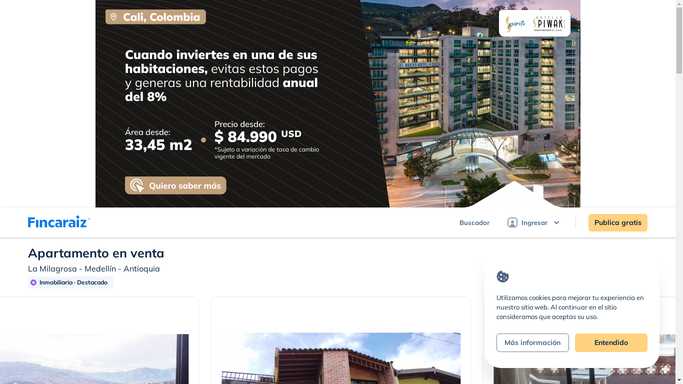 Cali, Colombia
Cuando inviertes en una de sus
habitaciones, evitas estos pagos
y generas una rentabilidad anual
del 8%
Área desde:
33,45 m2
Precio desde:
$ 84.990 USD
*Sujeto a variación de tasa de cambio
vigente del mercado
Quiero saber más
PIWAK
Fincaraiz
Buscador
Ingresar
Publica gratis
Apartamento en venta
La Milagrosa - Medellín - Antioquia
Inmobiliaria - Destacado
Utilizamos cookies para mejorar tu experiencia en
nuestro sitio web. Al continuar en el sitio
consideramos que aceptas su uso.
Más información
Entendido